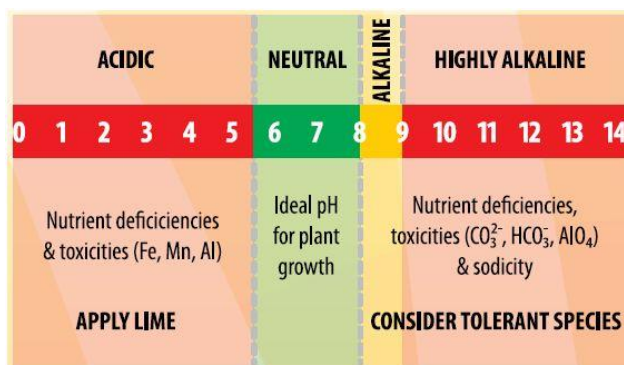 ACIDIC
NEUTRAL
ALKALINE
HIGHLY ALKALINE
0 1 2 3 4 5 6 7 8 9 10 11 12 13 14
Nutrient deficiciencies
& toxicities (Fe, Mn, Al)
Ideal pH
for plant
growth
Nutrient deficiencies,
toxicities (CO₃²⁻, HCO₃⁻, AlO₄)
& sodicity
APPLY LIME
CONSIDER TOLERANT SPECIES